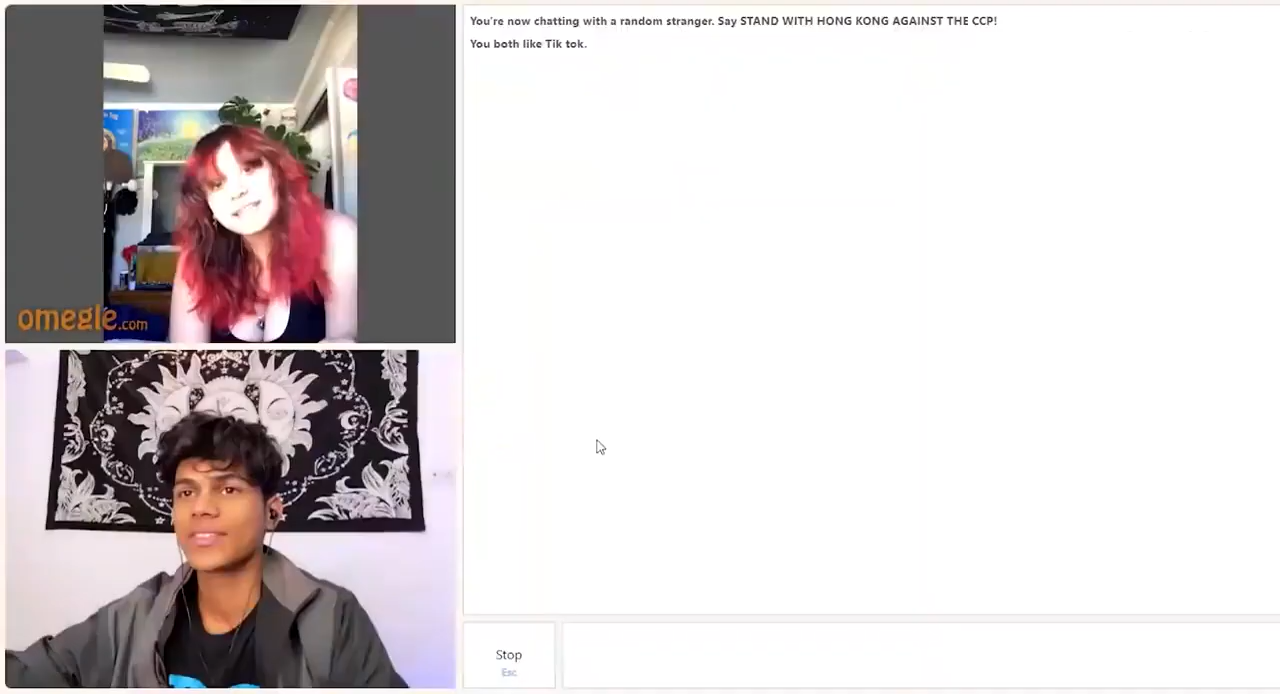 You're now chatting with a random stranger. Say STAND WITH HONG KONG AGAINST THE CCP!
You both like Tik tok.
omegle.com
Stop
Esc